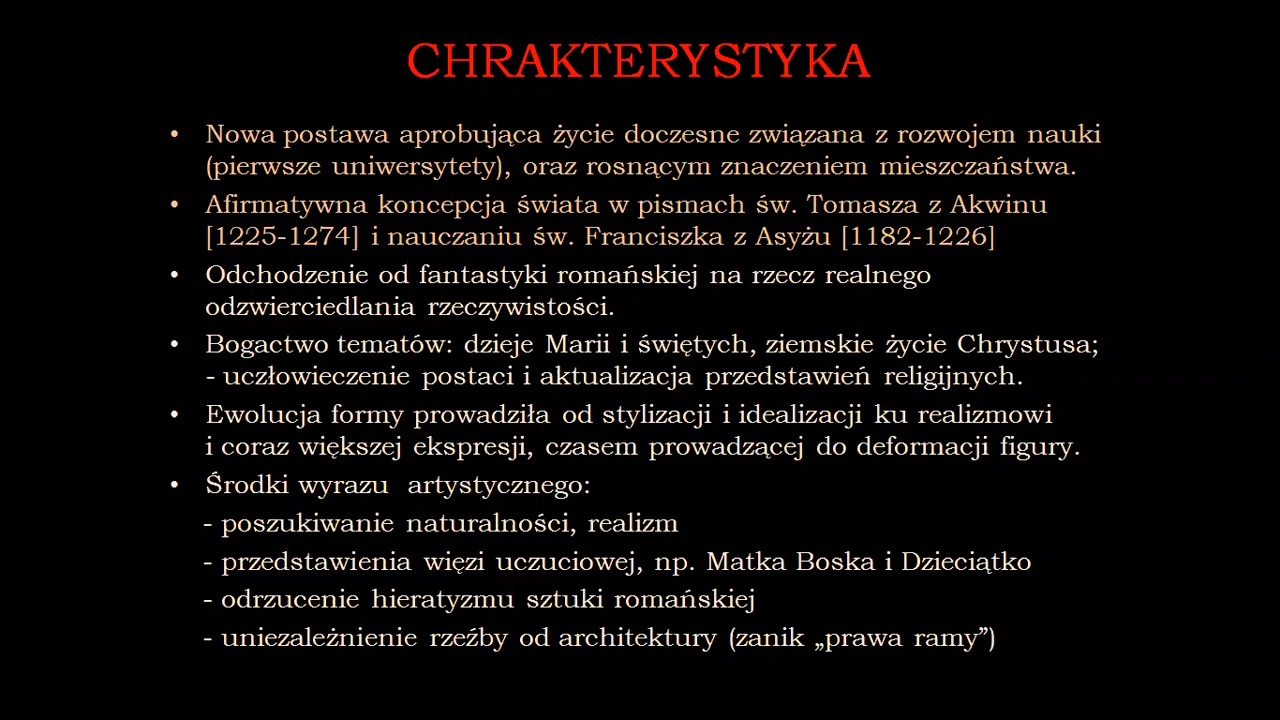 CHRAKTERYSTYKA
• Nowa postawa aprobująca życie doczesne związana z rozwojem nauki
(pierwsze uniwersytety), oraz rosnącym znaczeniem mieszczaństwa.
• Afirmatywna koncepcja świata w pismach św. Tomasza z Akwinu
[1225-1274] i nauczaniu św. Franciszka z Asyżu [1182-1226]
• Odchodzenie od fantastyki romańskiej na rzecz realnego
odzwierciedlania rzeczywistości.
• Bogactwo tematów: dzieje Marii i świętych, ziemskie życie Chrystusa;
- uczłowieczenie postaci i aktualizacja przedstawień religijnych.
• Ewolucja formy prowadziła od stylizacji i idealizacji ku realizmowi
i coraz większej ekspresji, czasem prowadzącej do deformacji figury.
• Środki wyrazu  artystycznego:
- poszukiwanie naturalności, realizm
- przedstawienia więzi uczuciowej, np. Matka Boska i Dzieciątko
- odrzucenie hieratyzmu sztuki romańskiej
- uniezależnienie rzeźby od architektury (zanik „prawa ramy”)